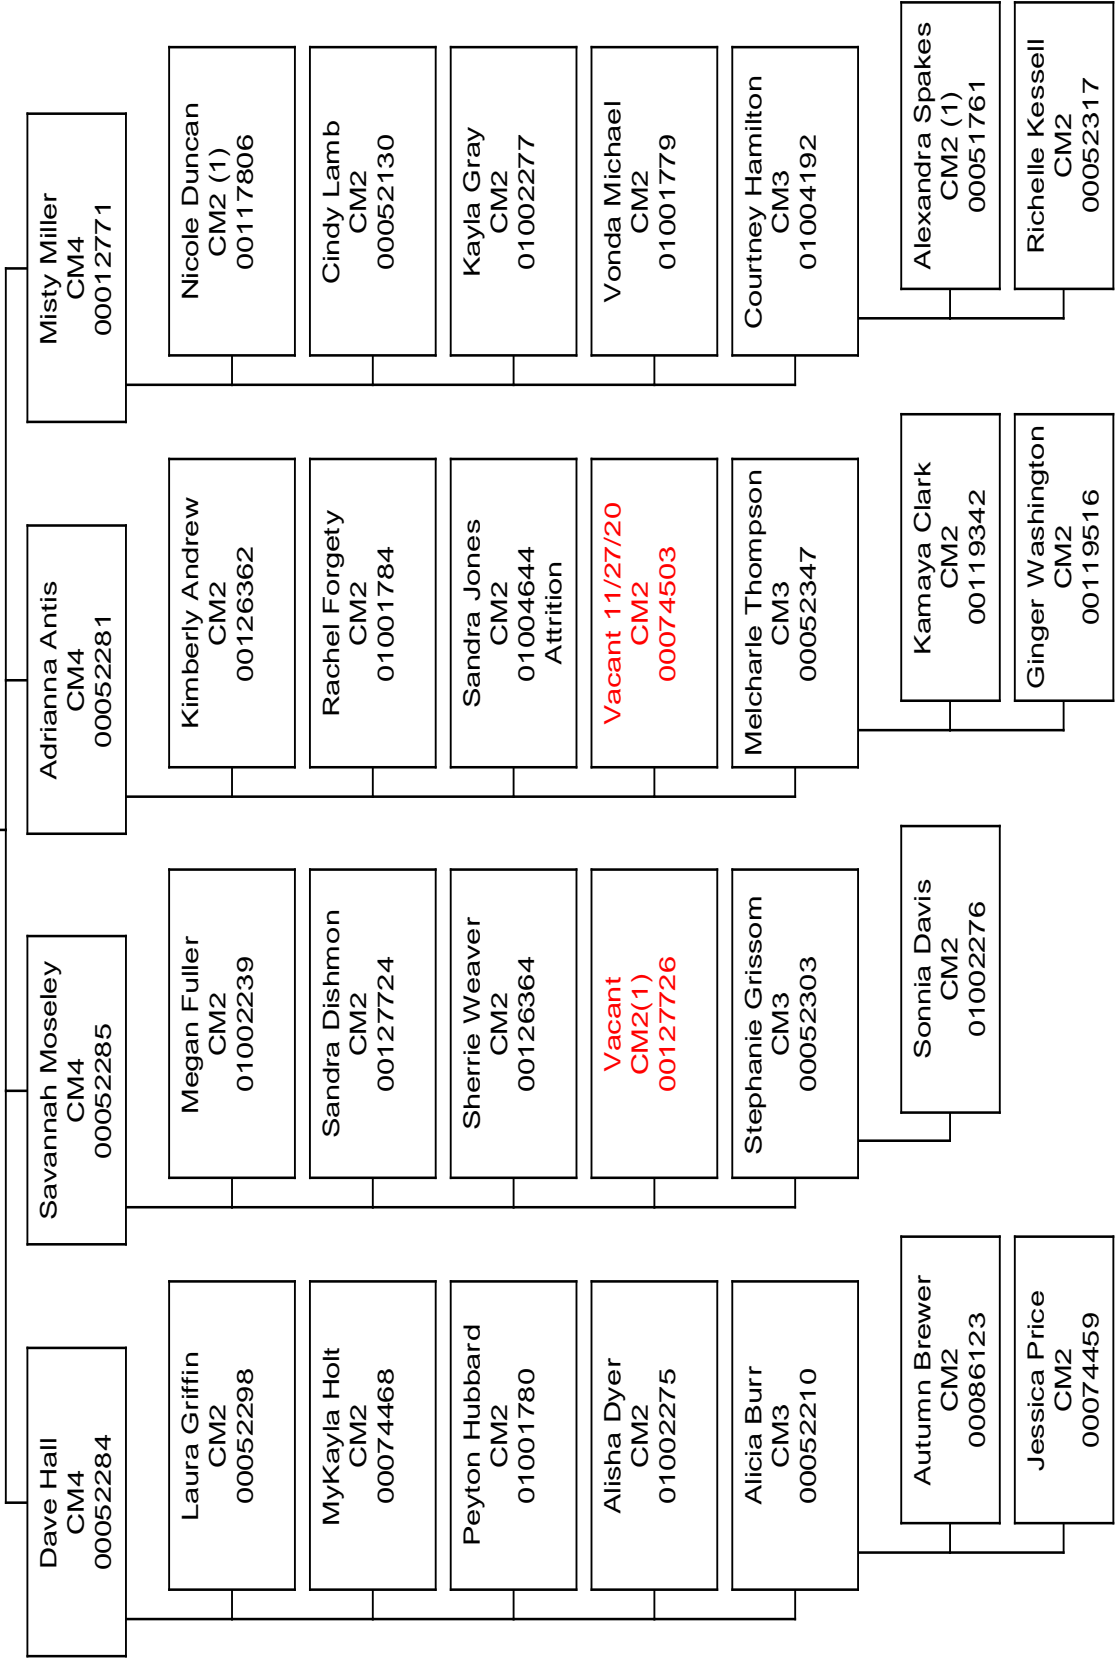 Dave Hall
CM4
00052284
Laura Griffin
CM2
00052298
MyKayla Holt
CM2
00074468
Peyton Hubbard
CM2
01001780
Alisha Dyer
CM2
01002275
Alicia Burr
CM3
00052210
Autumn Brewer
CM2
00086123
Jessica Price
CM2
00074459
Savannah Moseley
CM4
00052285
Megan Fuller
CM2
01002239
Sandra Dishmon
CM2
00127724
Sherrie Weaver
CM2
00126364
Vacant
CM2(1)
00127726
Stephanie Grissom
CM3
00052303
Sonnia Davis
CM2
01002276
Adrianna Antis
CM4
00052281
Kimberly Andrew
CM2
00126362
Rachel Forgety
CM2
01001784
Sandra Jones
CM2
01004644
Attrition
Vacant 11/27/20
CM2
00074503
Melcharle Thompson
CM3
00052347
Kamaya Clark
CM2
00119342
Ginger Washington
CM2
00119516
Misty Miller
CM4
00012771
Nicole Duncan
CM2 (1)
00117806
Cindy Lamb
CM2
00052130
Kayla Gray
CM2
01002277
Vonda Michael
CM2
01001779
Courtney Hamilton
CM3
01004192
Alexandra Spakes
CM2 (1)
00051761
Richelle Kessell
CM2
00052317